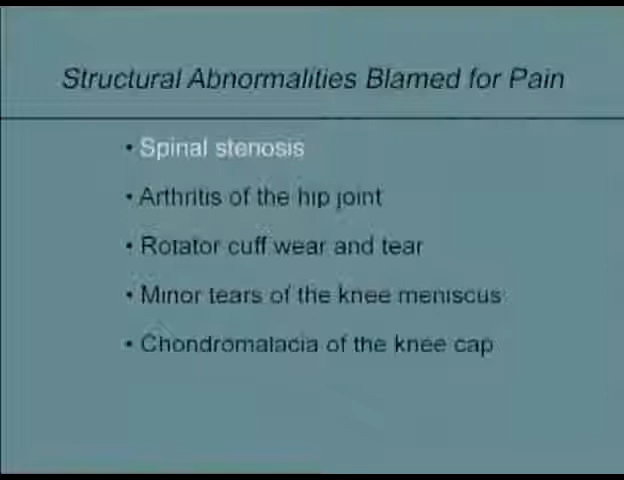 Structural Abnormalities Blamed for Pain
• Spinal stenosis
• Arthritis of the hip joint
• Rotator cuff wear and tear
• Minor tears of the knee meniscus
• Chondromalacia of the knee cap